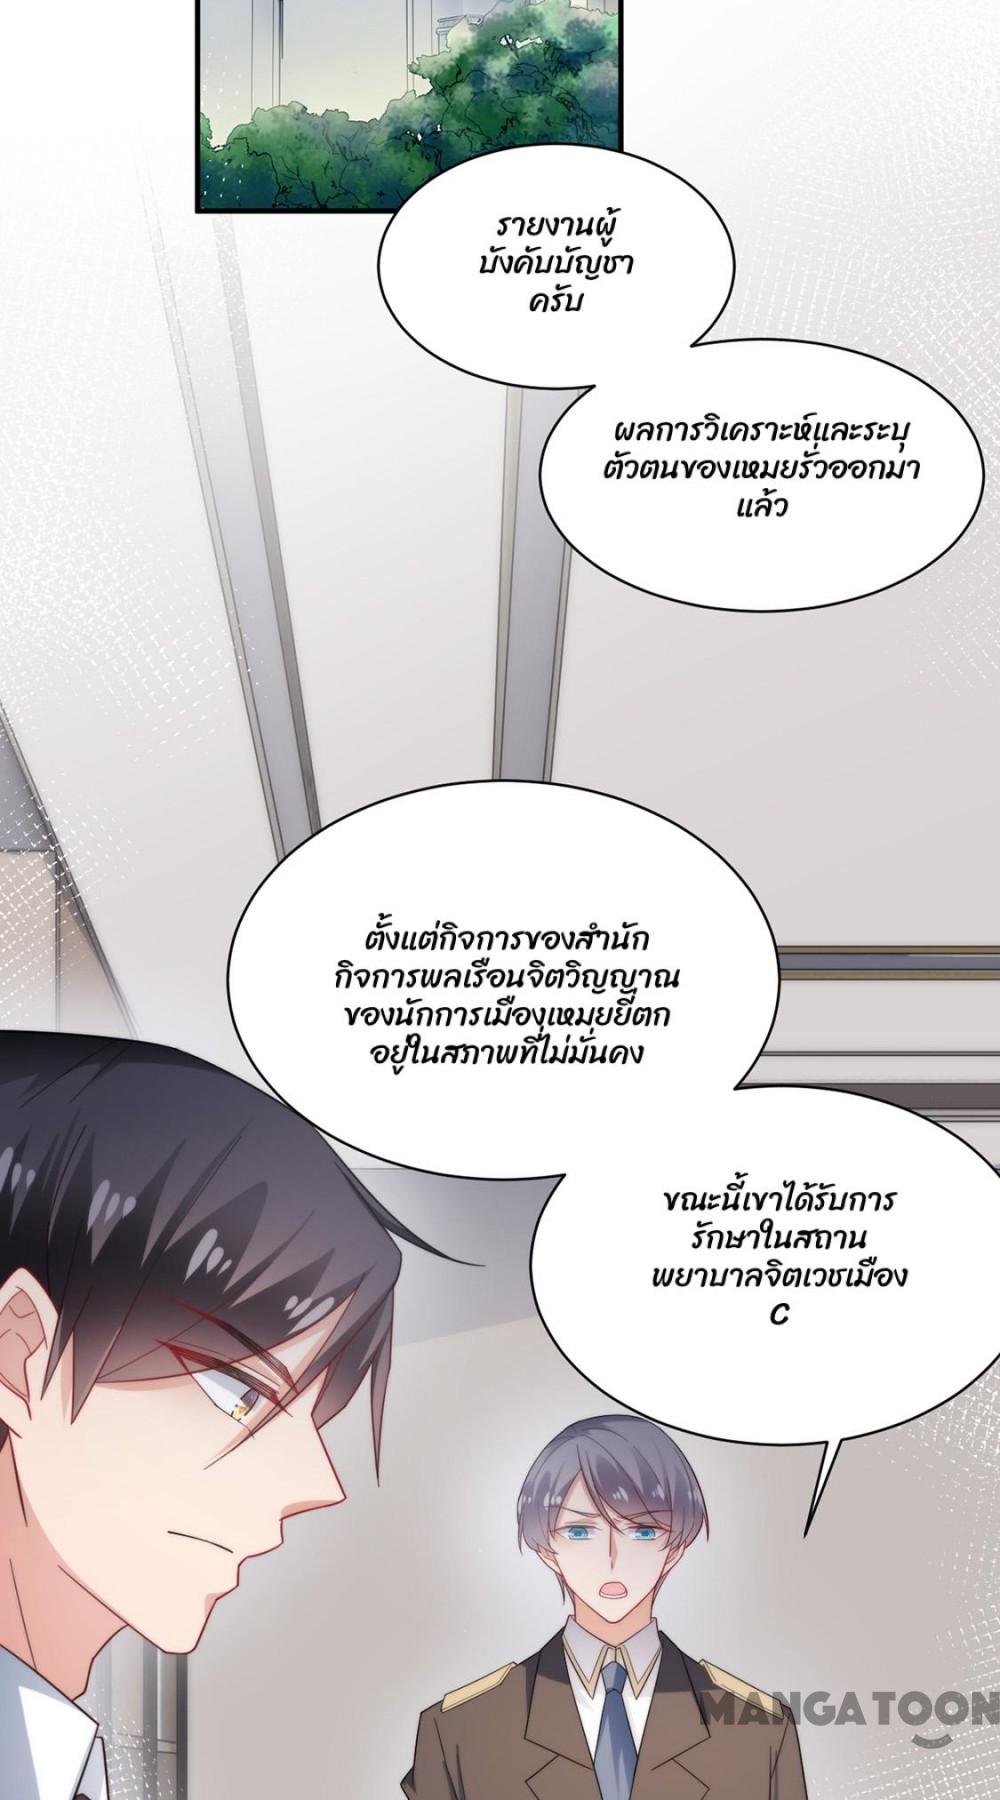 รายงานผู้
บังคับบัญชา
ครับ
ผลการวิเคราะห์และระบุ
ตัวตนของเหมยรั่วออกมา
แล้ว
ตั้งแต่กิจการของสำนัก
กิจการพลเรือนจิตวิญญาณ
ของนักการเมืองเหมยยี่ตก
อยู่ในสภาพที่ไม่มั่นคง
ขณะนี้เขาได้รับการ
รักษาในสถาน
พยาบาลจิตเวชเมือง
C
MANGATOON